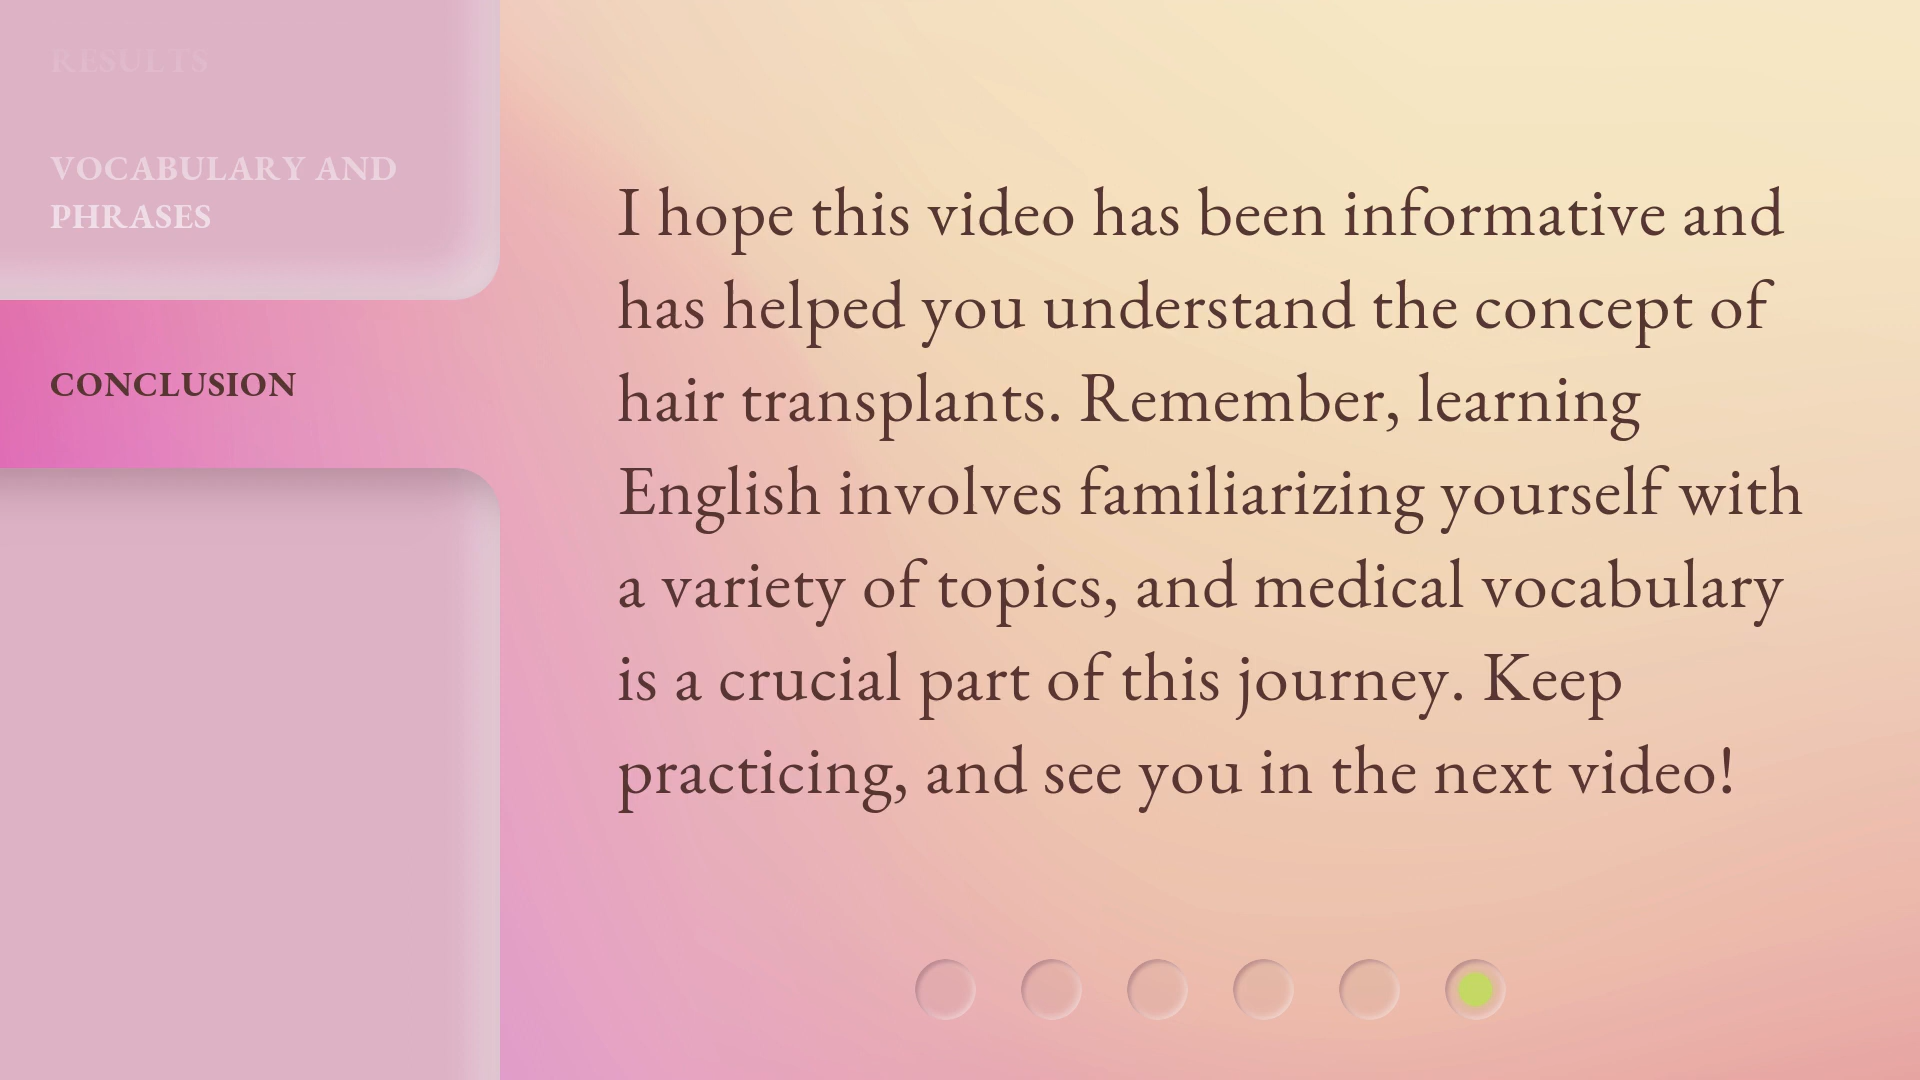 RESULTS
VOCABULARY AND
PHRASES
CONCLUSION
I hope this video has been informative and
has helped you understand the concept of
hair transplants. Remember, learning
English involves familiarizing yourself with
a variety of topics, and medical vocabulary
is a crucial part of this journey. Keep
practicing, and see you in the next video!